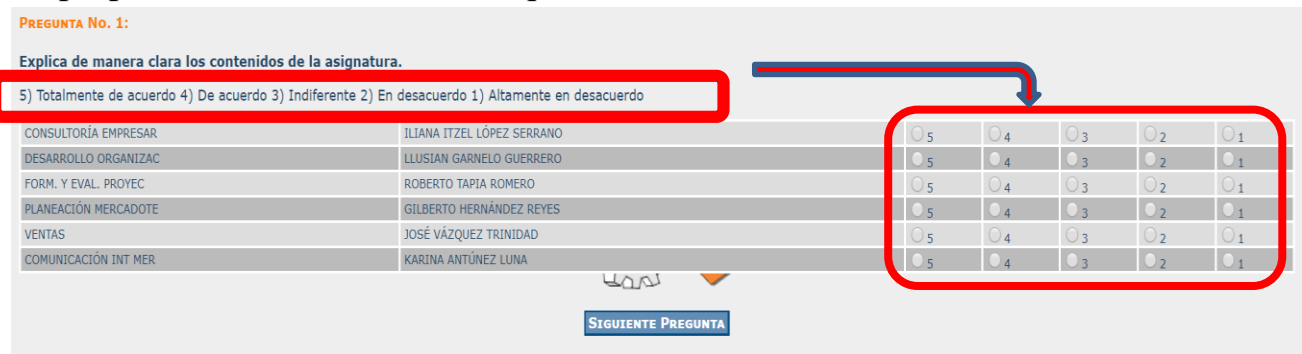 PREGUNTA NO. 1:
Explica de manera clara los contenidos de la asignatura.
5) Totalmente de acuerdo 4) De acuerdo 3) Indiferente 2) En desacuerdo 1) Altamente en desacuerdo
CONSULTORÍA EMPRESAR ILIANA ITZEL LÓPEZ SERRANO 5 4 3 2 1
DESARROLLO ORGANIZAC LLUSIAN GARNELO GUERRERO 5 4 3 2 1
FORM. Y EVAL. PROYEC ROBERTO TAPIA ROMERO 5 4 3 2 1
PLANEACIÓN MERCADOTE GILBERTO HERNÁNDEZ REYES 5 4 3 2 1
VENTAS JOSÉ VÁZQUEZ TRINIDAD 5 4 3 2 1
COMUNICACIÓN INT MER KARINA ANTÚNEZ LUNA 5 4 3 2 1
SIGUIENTE PREGUNTA